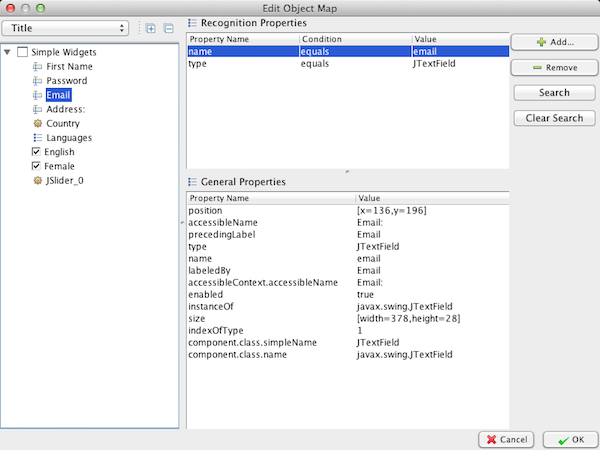 Edit Object Map
Title
Simple Widgets
First Name
Password
Email
Address:
Country
Languages
English
Female
JSlider_0
Recognition Properties
Property Name Condition Value
name equals email
type equals JTextField
Add...
Remove
Search
Clear Search
General Properties
Property Name Value
position [x=136,y=196]
accessibleName Email:
precedingLabel Email
type JTextField
name email
labeledBy Email
accessibleContext.accessibleName Email:
enabled true
instanceOf javax.swing.JTextField
size [width=378,height=28]
indexOfType 1
component.class.simpleName JTextField
component.class.name javax.swing.JTextField
Cancel
OK